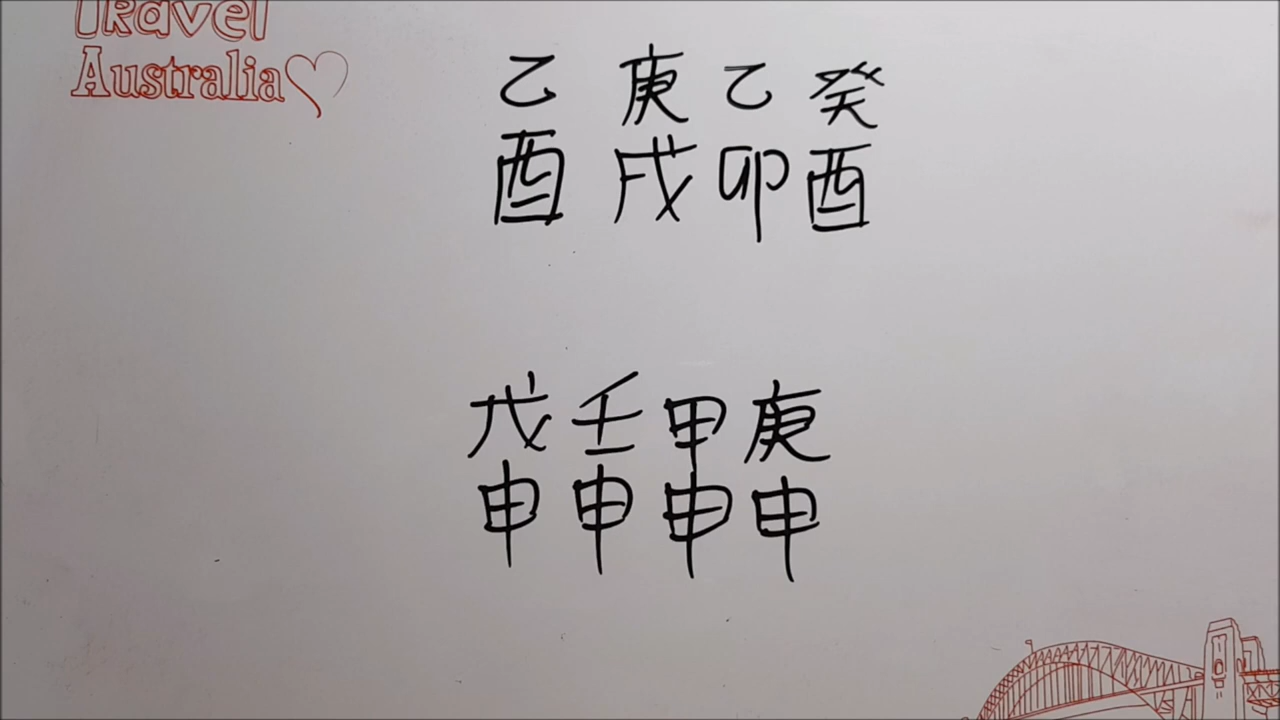 Travel
Australia
乙 庚 乙 癸
酉 戌 卯 酉
戊 壬 甲 庚
申 申 申 申